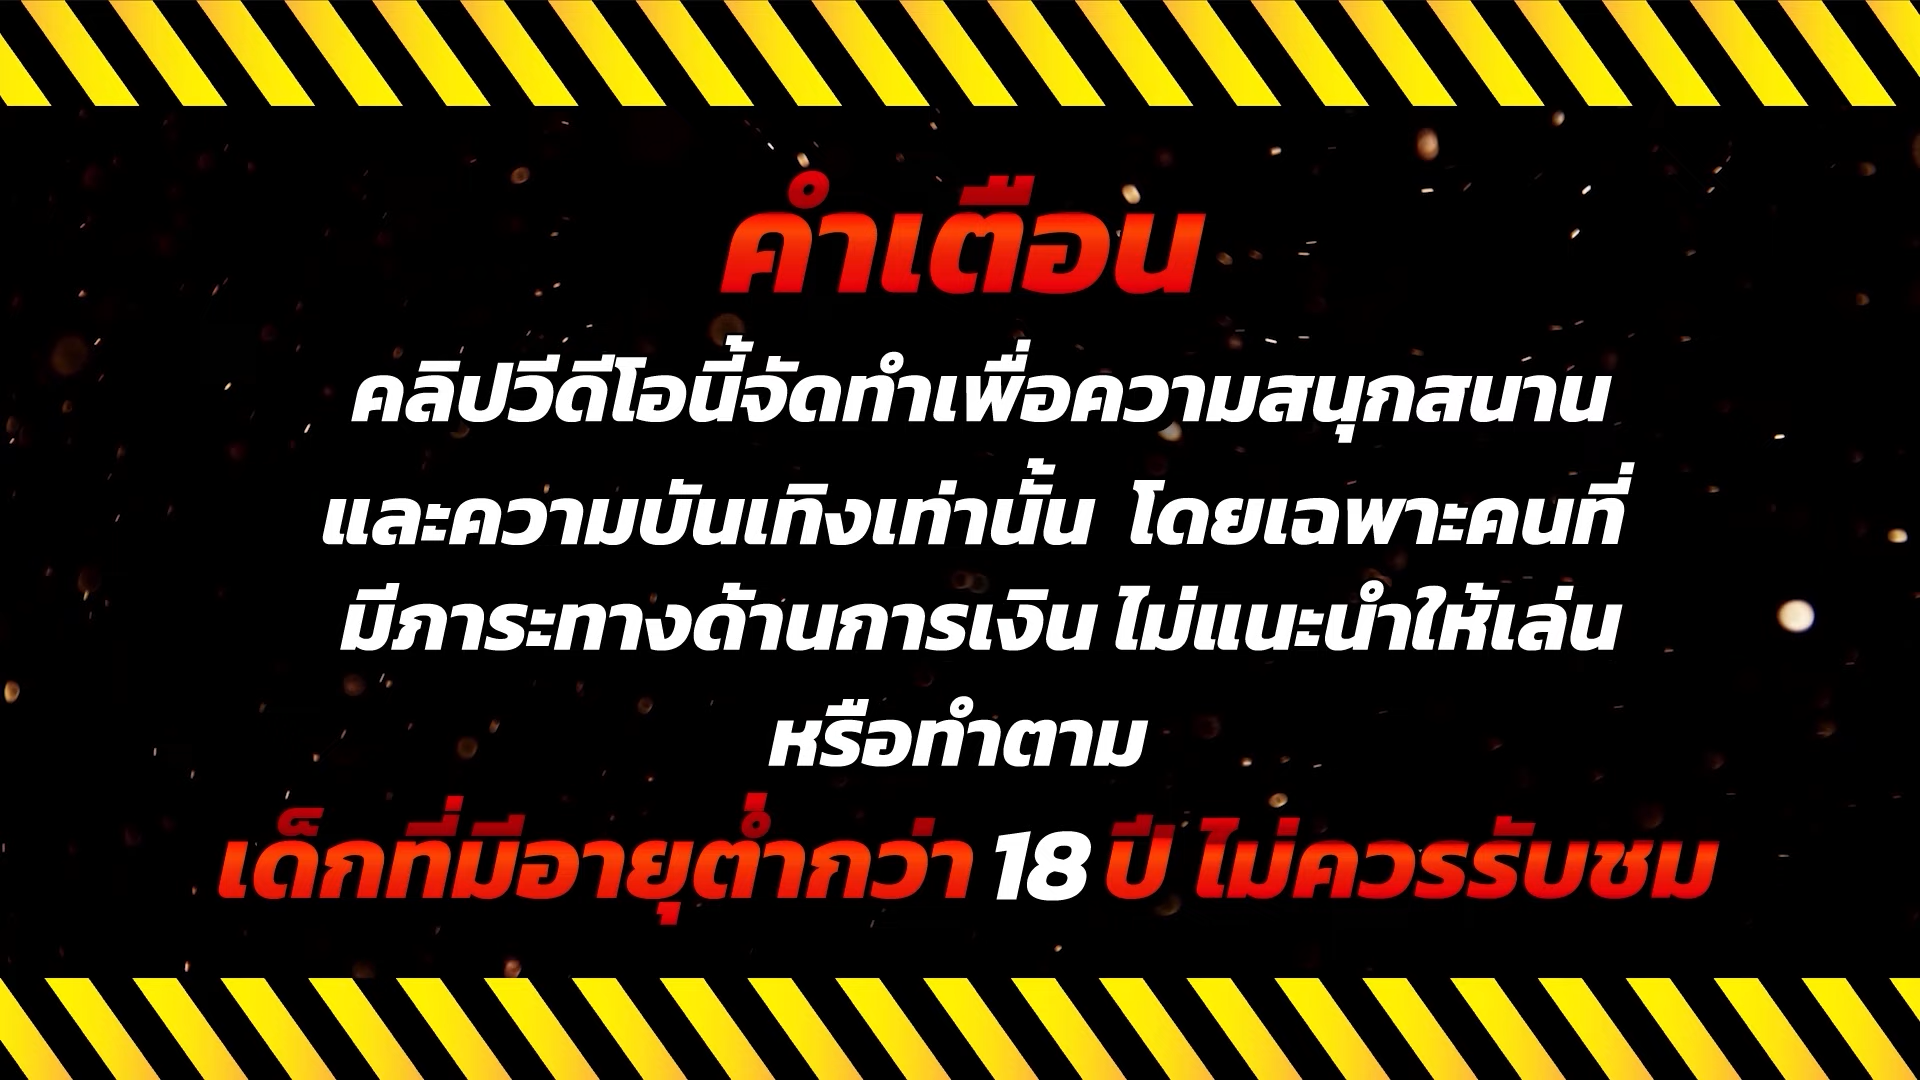 คำเตือน
คลิปวีดีโอนี้จัดทำเพื่อความสนุกสนาน
และความบันเทิงเท่านั้น โดยเฉพาะคนที่
มีภาระทางด้านการเงิน ไม่แนะนำให้เล่น
หรือทำตาม
เด็กที่มีอายุต่ำกว่า 18 ปี ไม่ควรรับชม